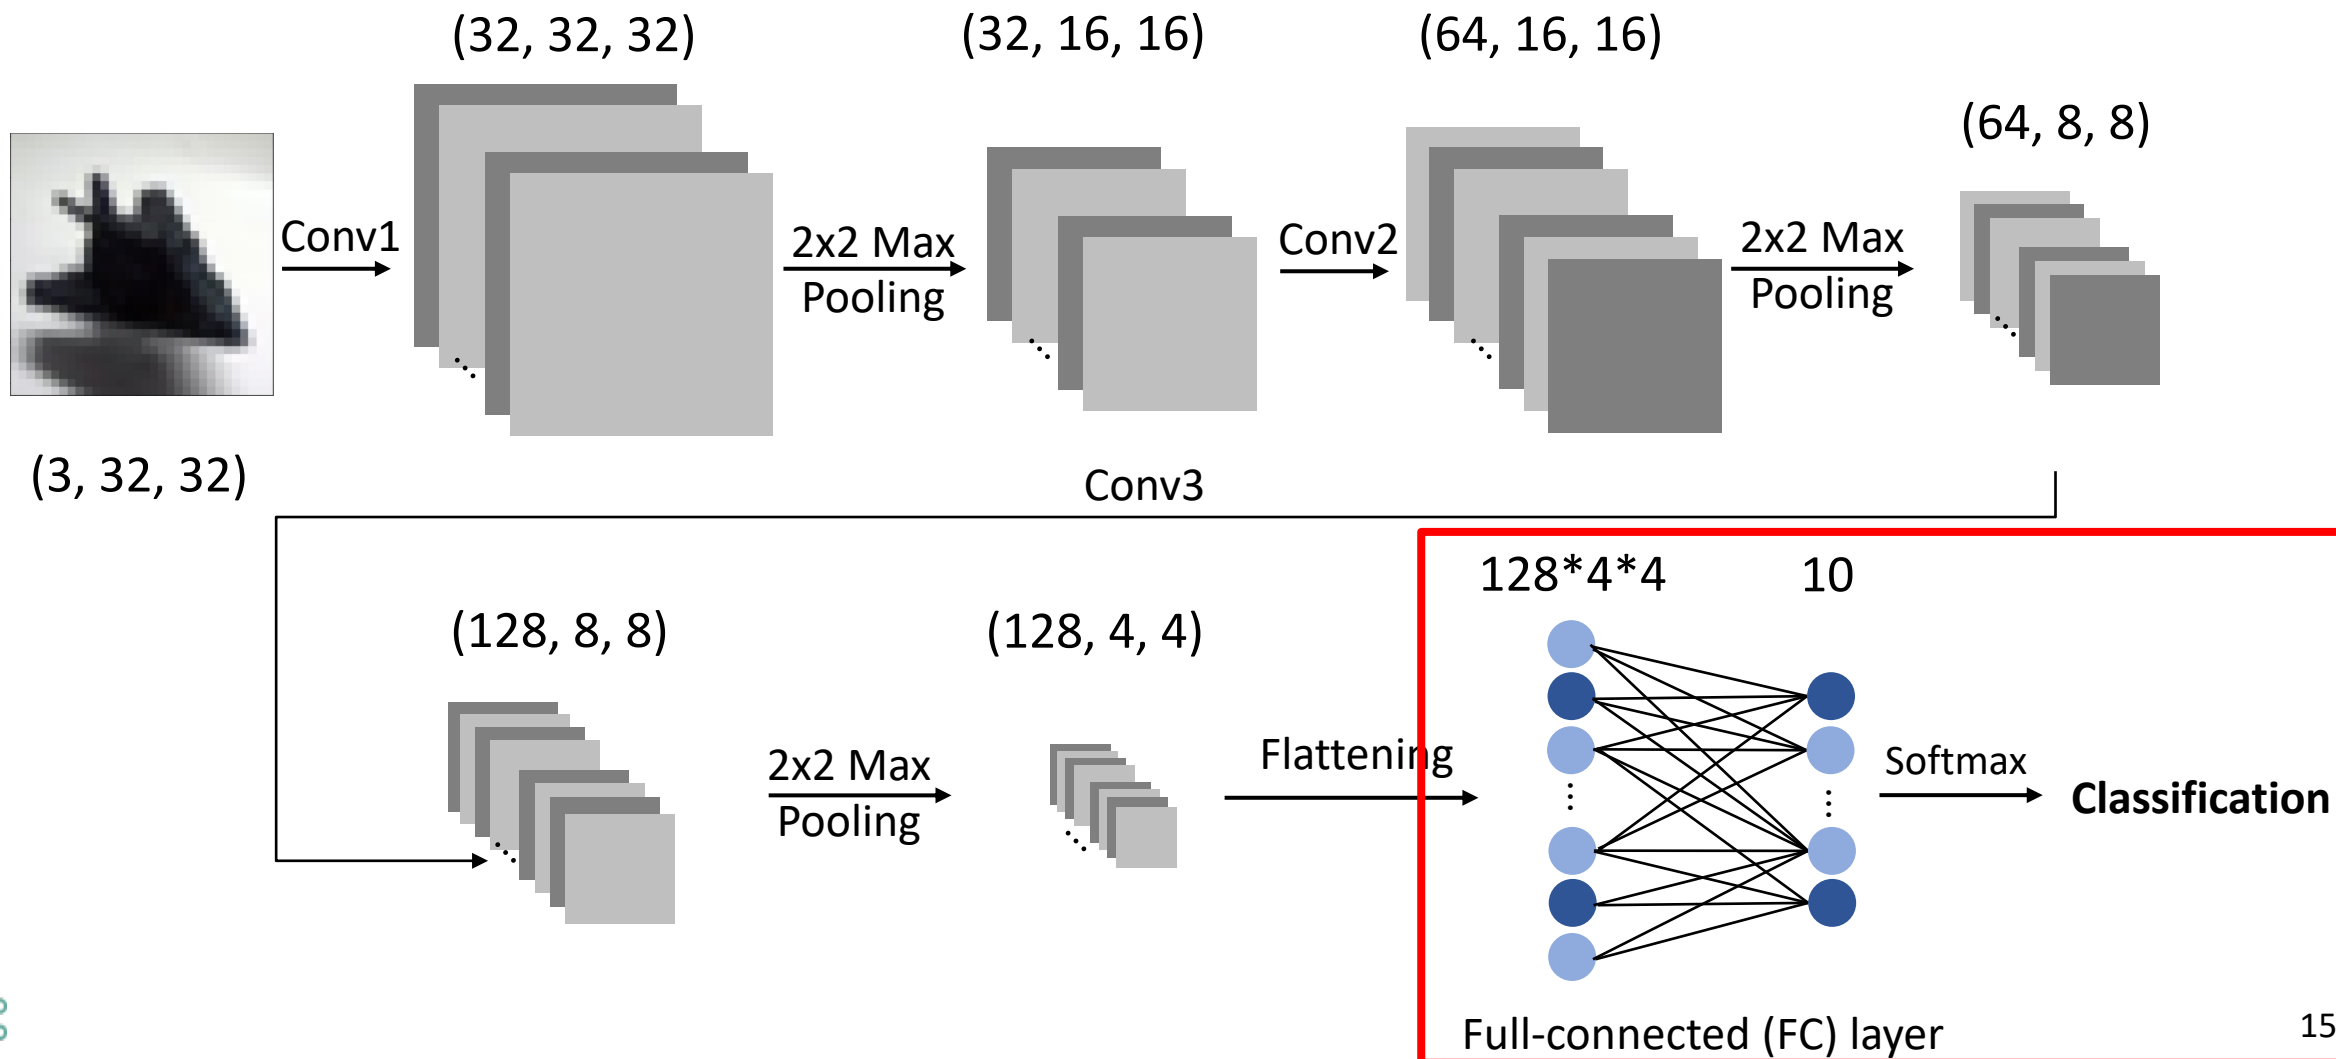 (32, 32, 32)
(32, 16, 16)
(64, 16, 16)
(64, 8, 8)
Conv1
2x2 Max
Pooling
Conv2
2x2 Max
Pooling
(3, 32, 32)
Conv3
128*4*4
10
(128, 8, 8)
(128, 4, 4)
2x2 Max
Pooling
Flattening
Softmax
Classification
Full-connected (FC) layer
15